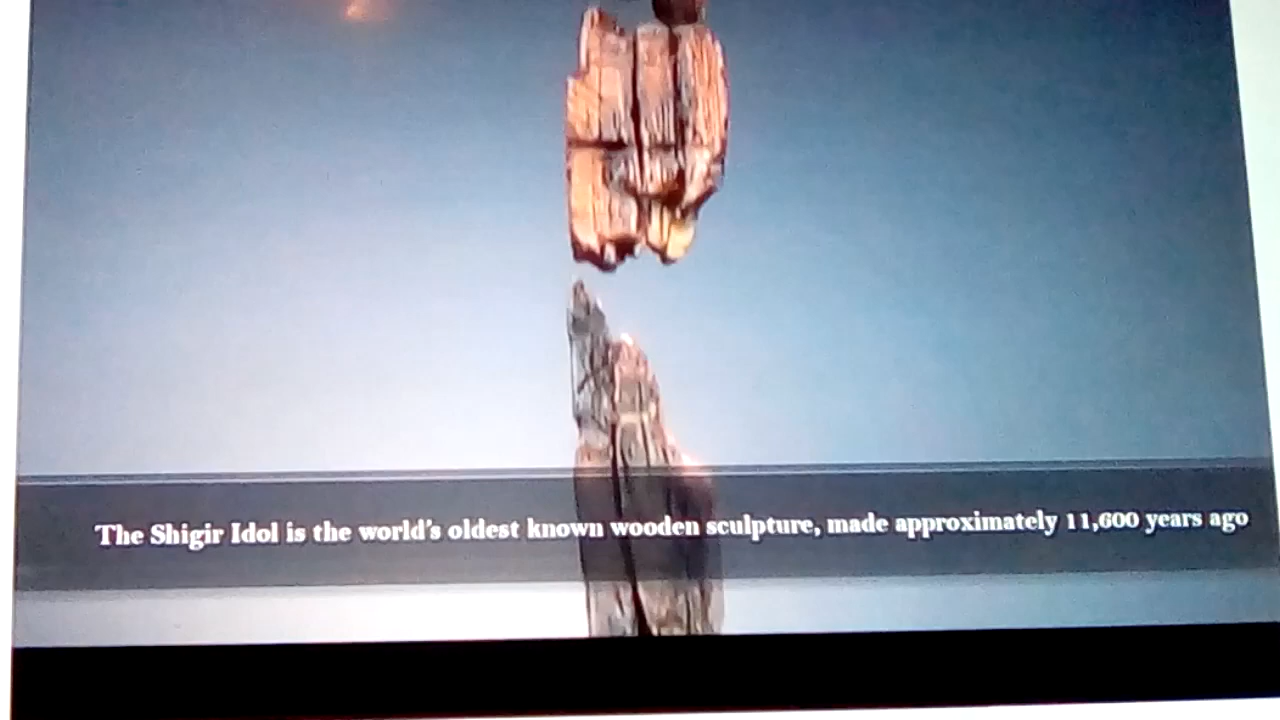 The Shigir Idol is the world's oldest known wooden sculpture, made approximately 11,600 years ago